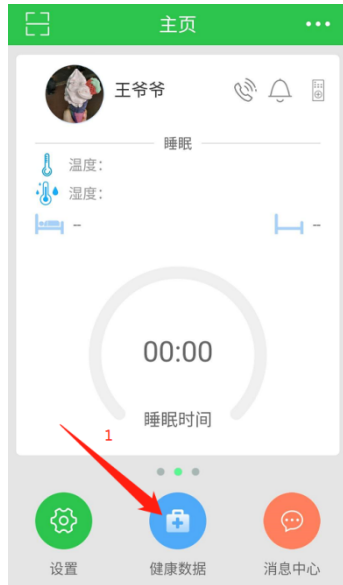 主页
王爷爷
睡眠
温度：
湿度：
-
-
00:00
睡眠时间
1
设置
健康数据
消息中心